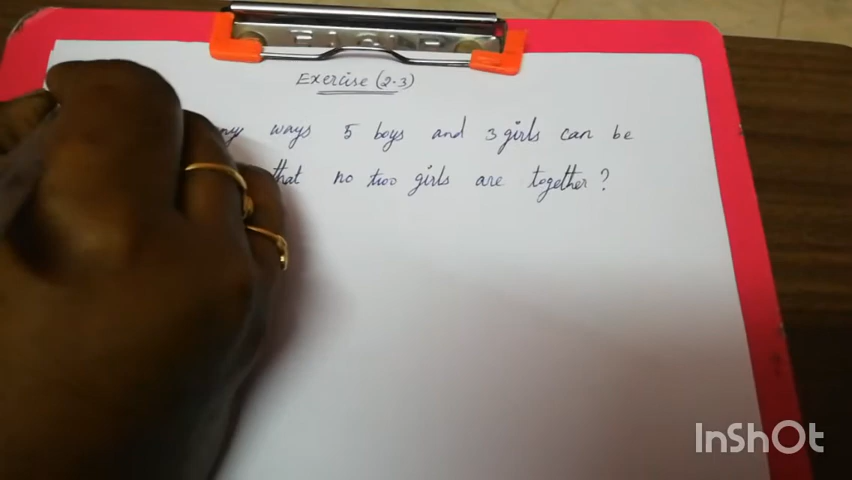 Exercise (2.3)
ways 5 boys and 3 girls can be
that no two girls are together?
InShOt